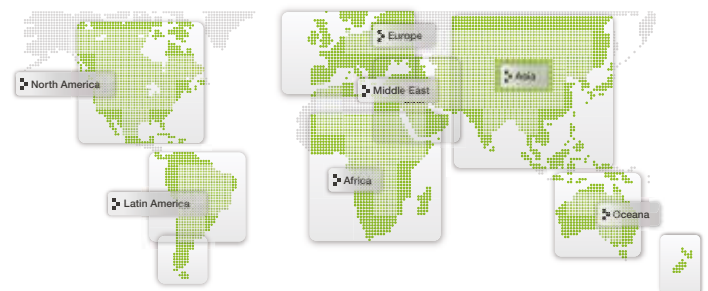 Europe
Asia
North America
Middle East
Africa
Latin America
Oceana